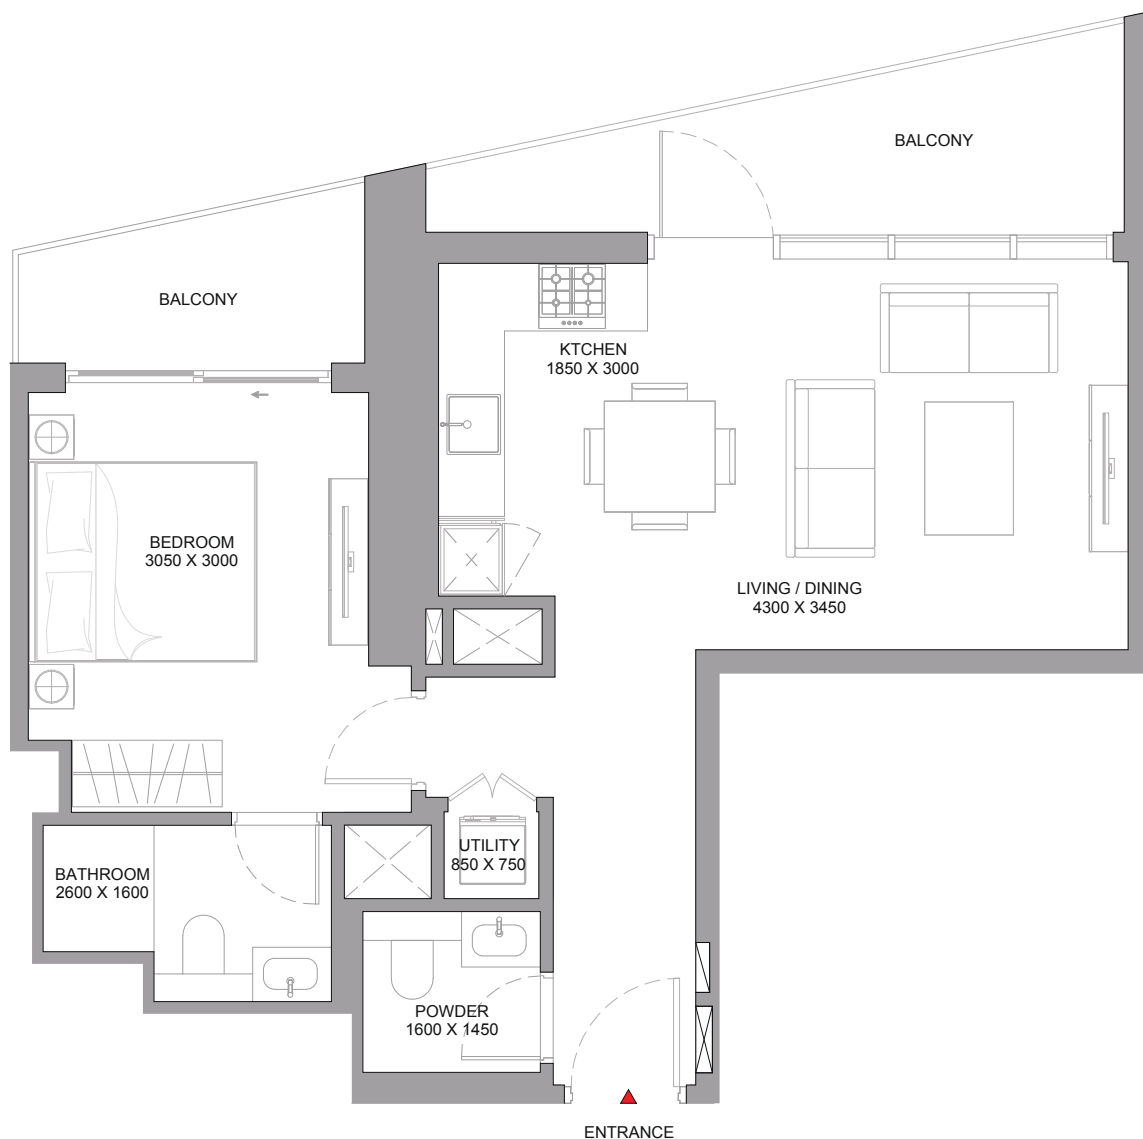 BALCONY
BALCONY
KTCHEN
1850 X 3000
BEDROOM
3050 X 3000
LIVING / DINING
4300 X 3450
UTILITY
850 X 750
BATHROOM
2600 X 1600
POWDER
1600 X 1450
ENTRANCE